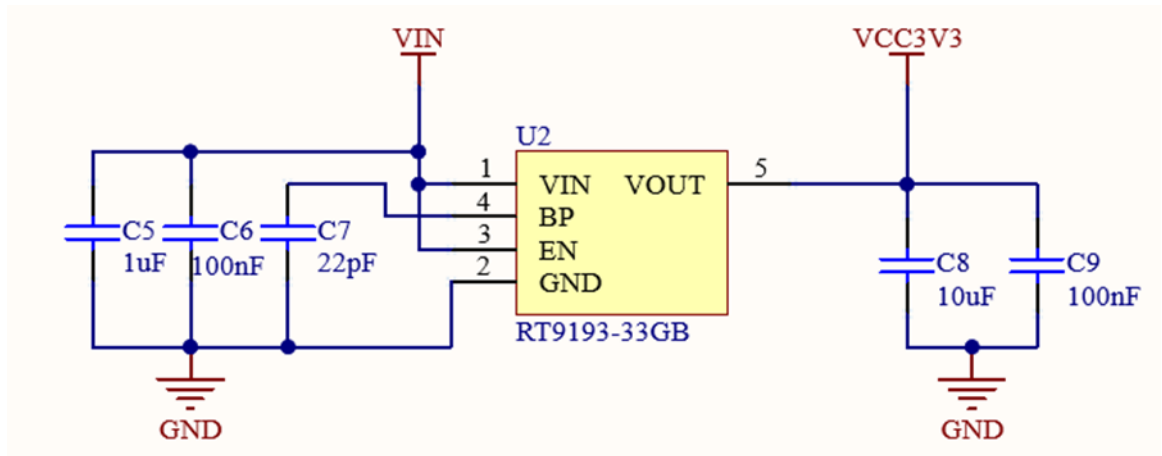 VIN
VCC3V3
U2
1
VIN
VOUT
5
4
BP
3
EN
2
GND
RT9193-33GB
C5
1uF
C6
100nF
C7
22pF
C8
10uF
C9
100nF
GND
GND